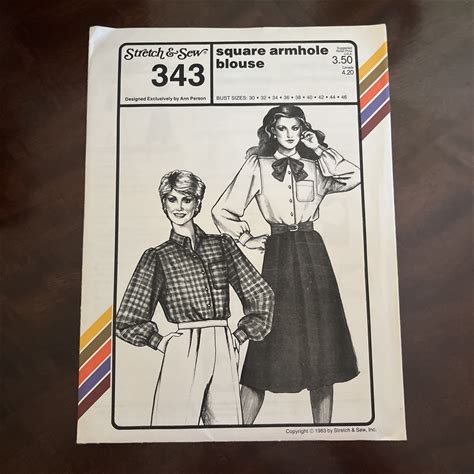 Stretch & Sew®
343
Designed Exclusively by Ann Person
square armhole
blouse
Suggested
Retail Price
U.S.A.
3.50
Canada
4.20
BUST SIZES: 30 • 32 • 34 • 36 • 38 • 40 • 42 • 44 • 46
Copyright © 1983 by Stretch & Sew, Inc.